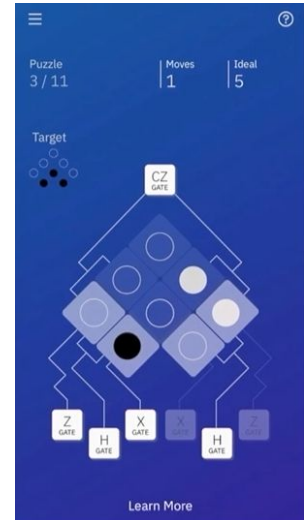 Puzzle
3 / 11
Moves
1
Ideal
5
Target
CZ
GATE
Z
GATE
H
GATE
X
GATE
X
GATE
H
GATE
Z
GATE
Learn More